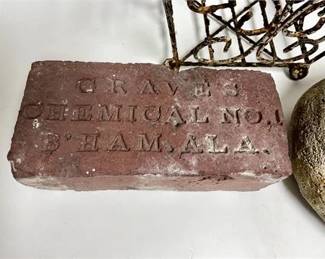 GRAVES
CHEMICAL NO. 1
B'HAM. ALA.